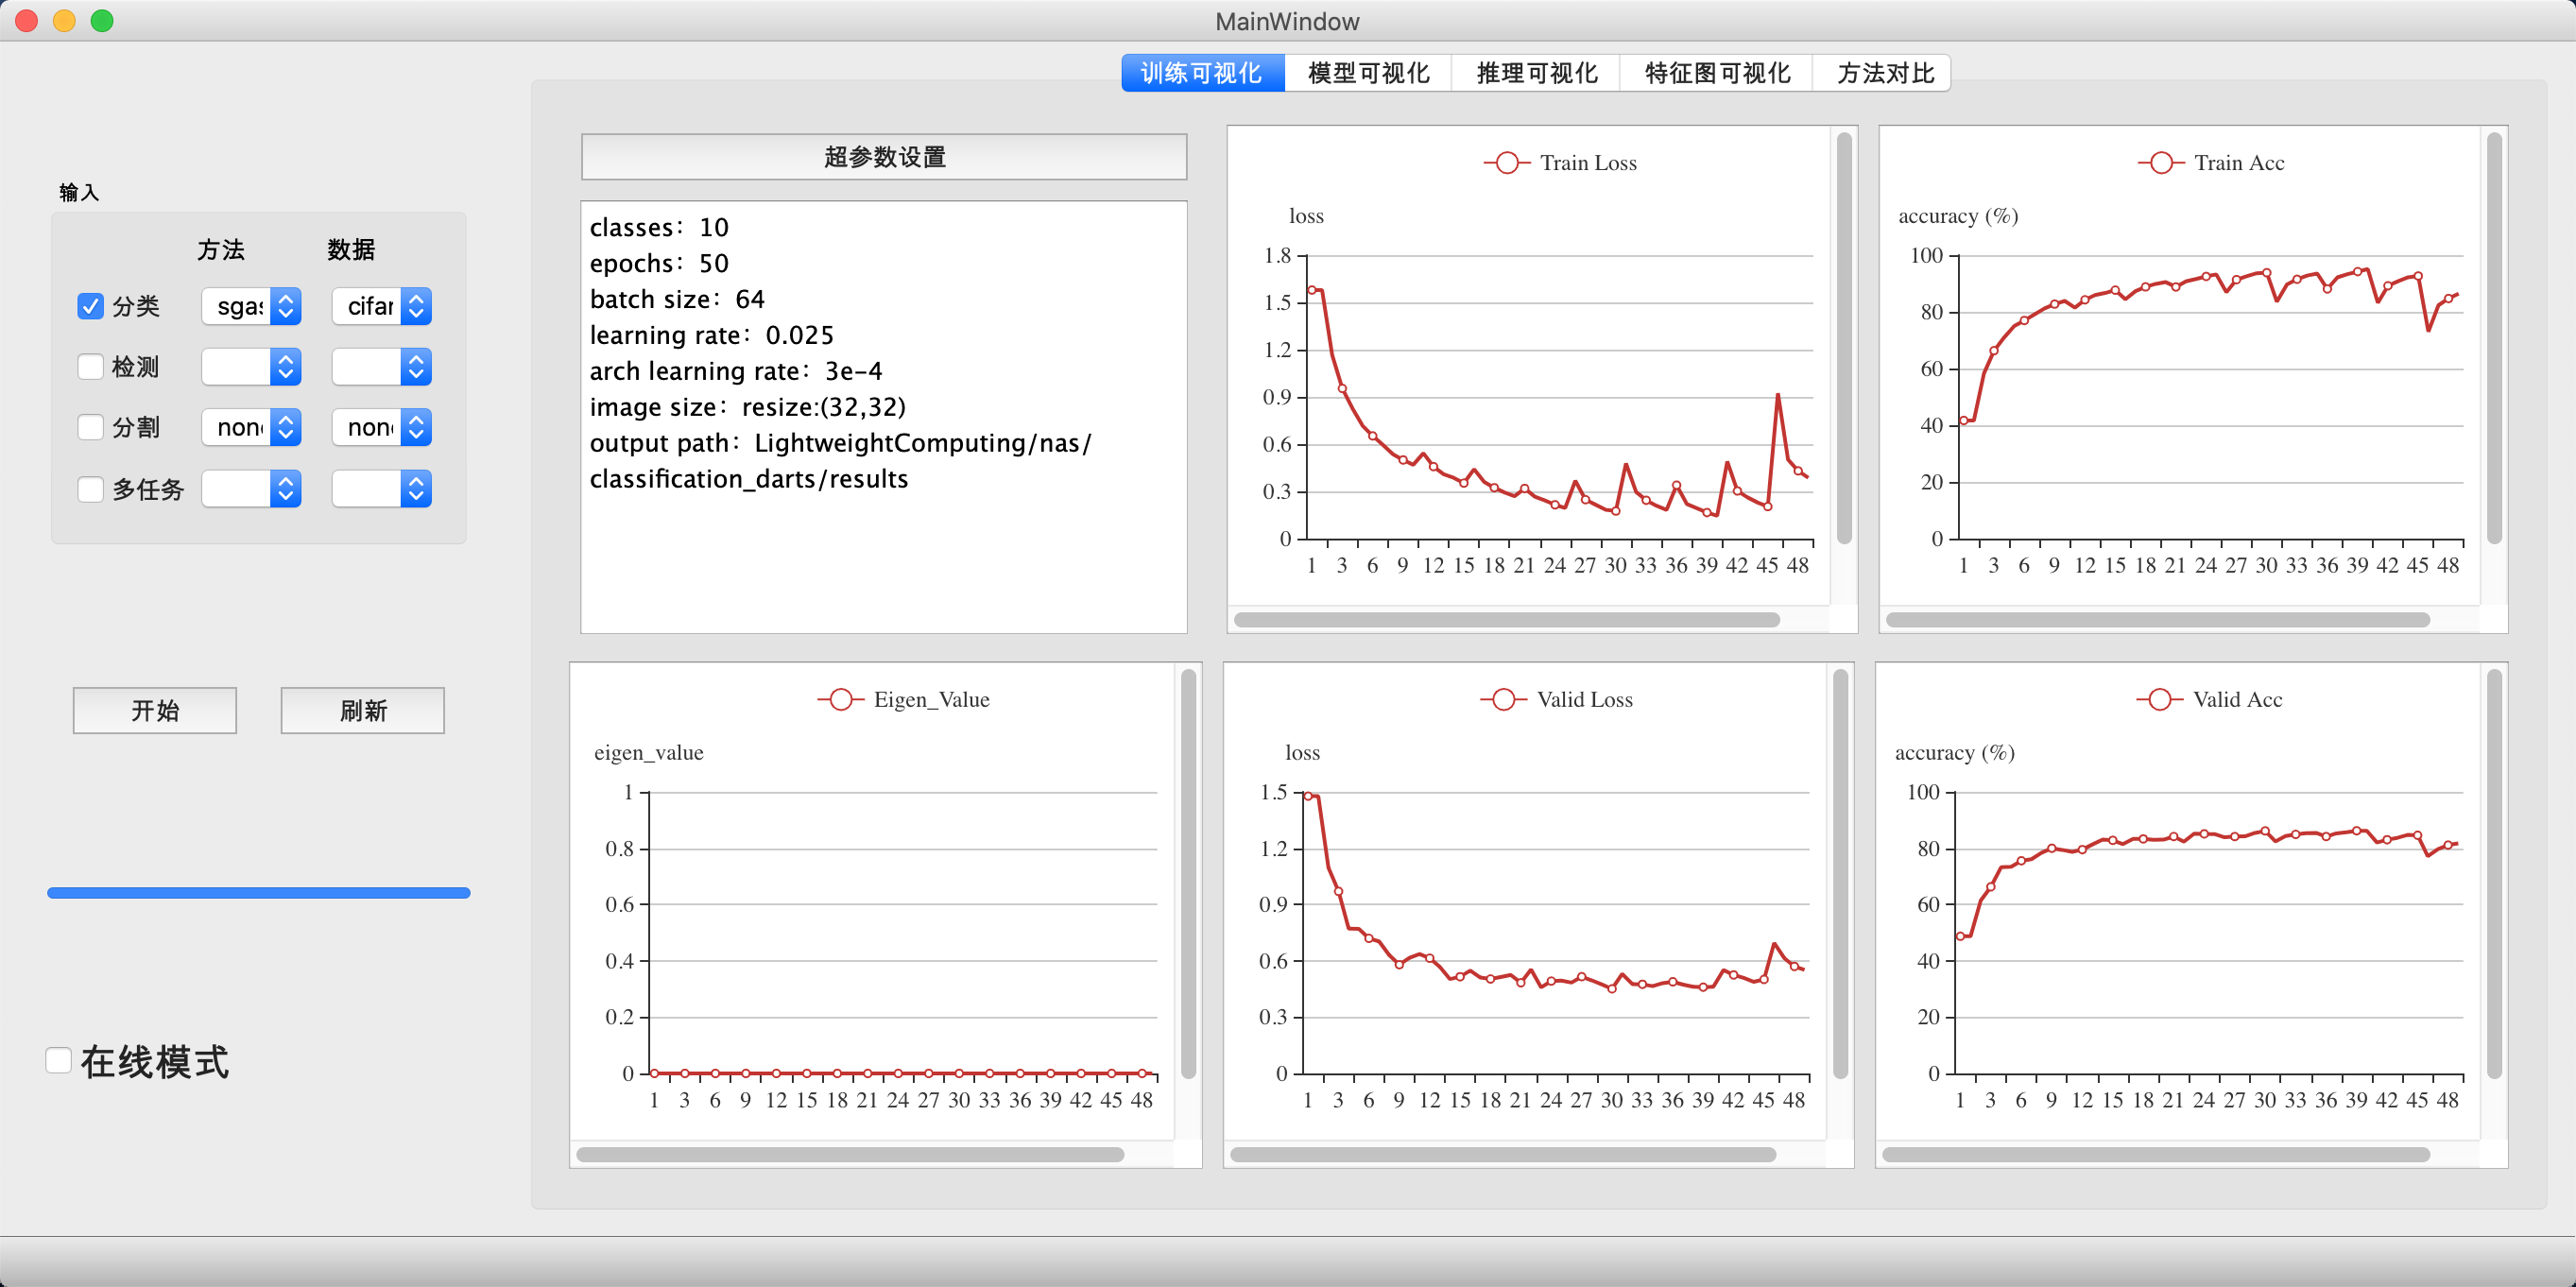 MainWindow
训练可视化 模型可视化 推理可视化 特征图可视化 方法对比
输入
方法 数据
分类
检测
分割
多任务
开始 刷新
在线模式
超参数设置
classes：10
epochs：50
batch size：64
learning rate：0.025
arch learning rate：3e-4
image size：resize:(32,32)
output path：LightweightComputing/nas/
classification_darts/results
Train Loss
loss
1.8
1.5
1.2
0.9
0.6
0.3
0
1 3 6 9 12 15 18 21 24 27 30 33 36 39 42 45 48
Train Acc
accuracy (%)
100
80
60
40
20
0
1 3 6 9 12 15 18 21 24 27 30 33 36 39 42 45 48
Eigen_Value
eigen_value
1
0.8
0.6
0.4
0.2
0
1 3 6 9 12 15 18 21 24 27 30 33 36 39 42 45 48
Valid Loss
loss
1.5
1.2
0.9
0.6
0.3
0
1 3 6 9 12 15 18 21 24 27 30 33 36 39 42 45 48
Valid Acc
accuracy (%)
100
80
60
40
20
0
1 3 6 9 12 15 18 21 24 27 30 33 36 39 42 45 48